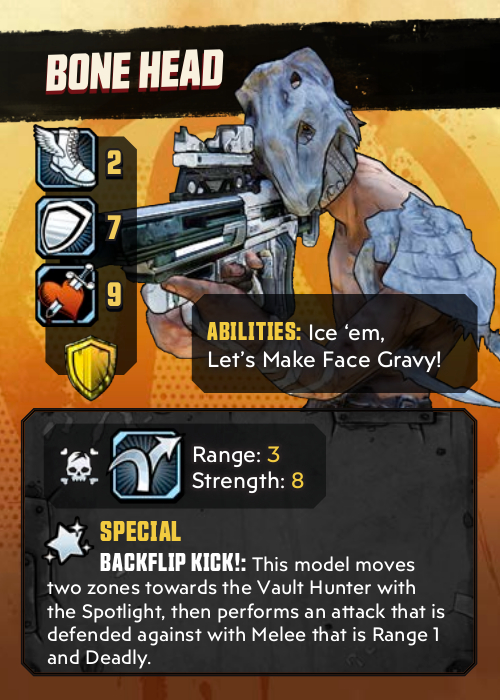 BONE HEAD
2
7
9
ABILITIES: Ice ‘em,
Let’s Make Face Gravy!
Range: 3
Strength: 8
SPECIAL
BACKFLIP KICK!: This model moves
two zones towards the Vault Hunter with
the Spotlight, then performs an attack that is
defended against with Melee that is Range 1
and Deadly.